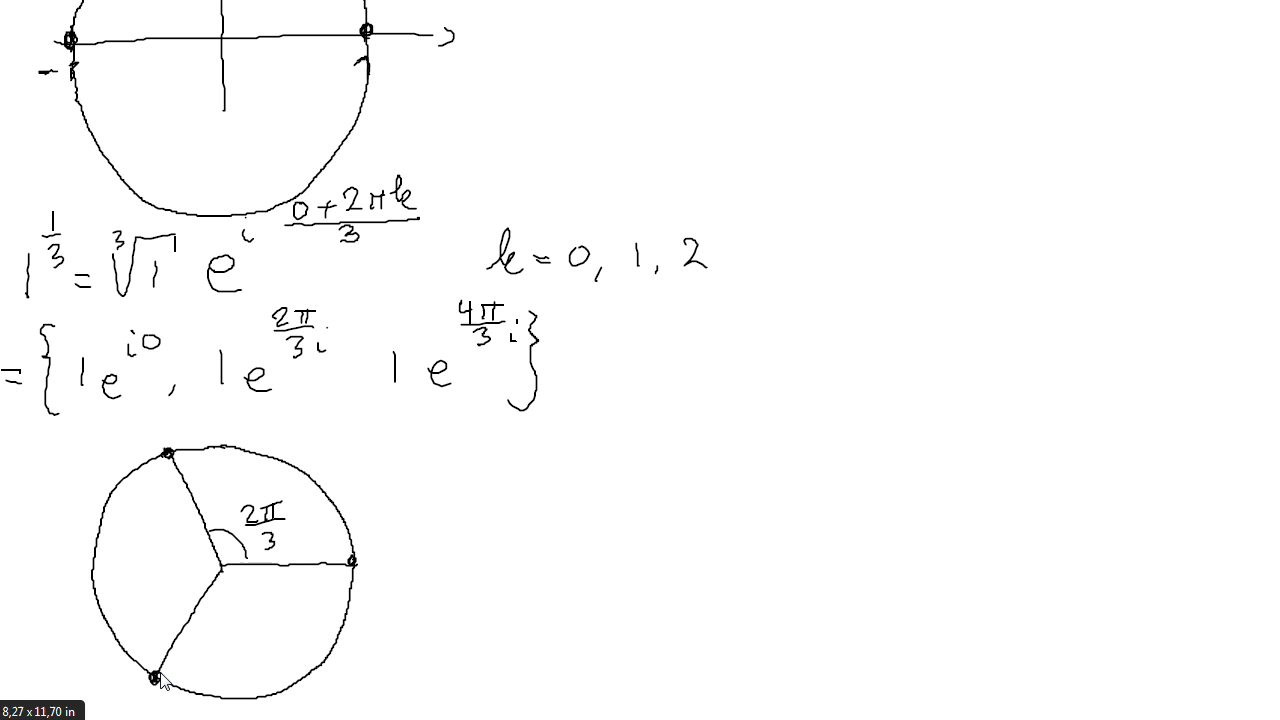 -1 1
1^{1/3} = ∛1 e^{i (0+2πk)/3} k = 0, 1, 2
= { 1e^{i0}, 1e^{2π/3 i} 1e^{4π/3 i} }
2π/3
8,27 x 11,70 in